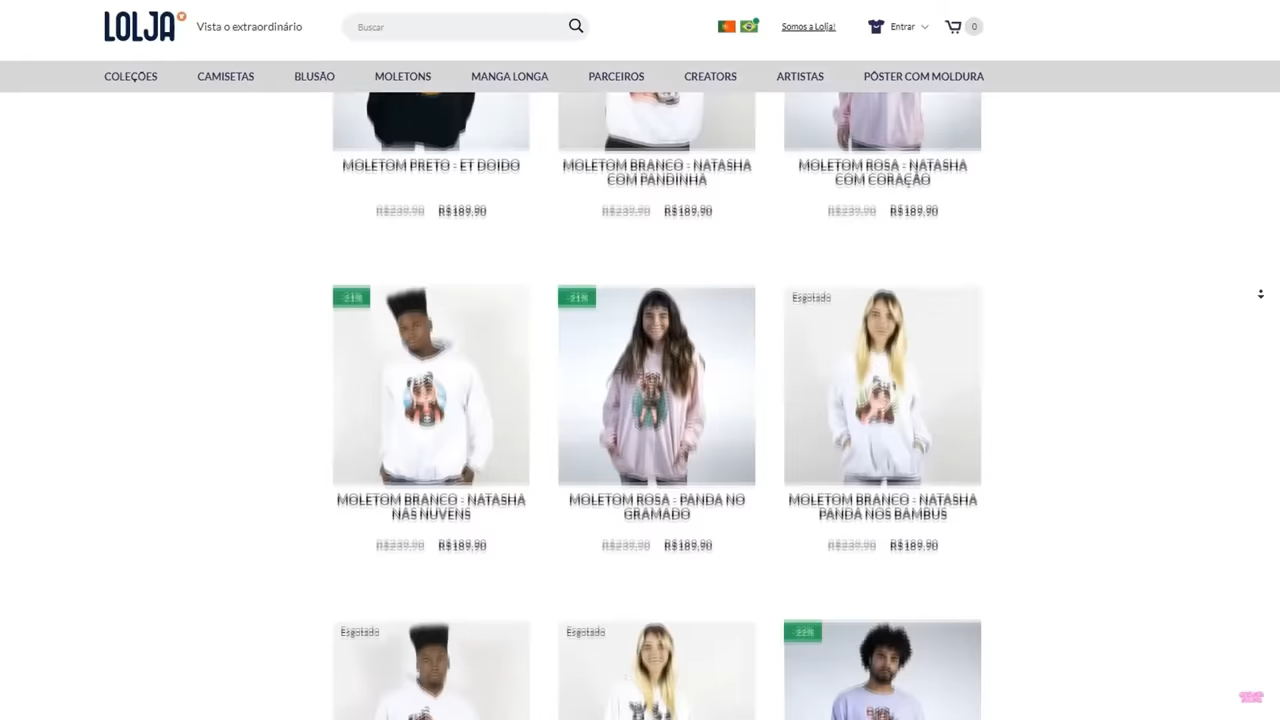 LOLJA
Vista o extraordinário
Buscar
Somos a Lolja!
Entrar
0
COLEÇÕES
CAMISETAS
BLUSÃO
MOLETONS
MANGA LONGA
PARCEIROS
CREATORS
ARTISTAS
PÔSTER COM MOLDURA
MOLETOM PRETO - ET DOIDO
R$239,90 R$189,90
MOLETOM BRANCO - NATASHA
COM PANDINHA
R$239,90 R$189,90
MOLETOM ROSA - NATASHA
COM CORAÇÃO
R$239,90 R$189,90
-21%
MOLETOM BRANCO - NATASHA
NAS NUVENS
R$239,90 R$189,90
-21%
MOLETOM ROSA - PANDA NO
GRAMADO
R$239,90 R$189,90
Esgotado
MOLETOM BRANCO - NATASHA
PANDA NOS BAMBUS
R$239,90 R$189,90
Esgotado
Esgotado
-22%